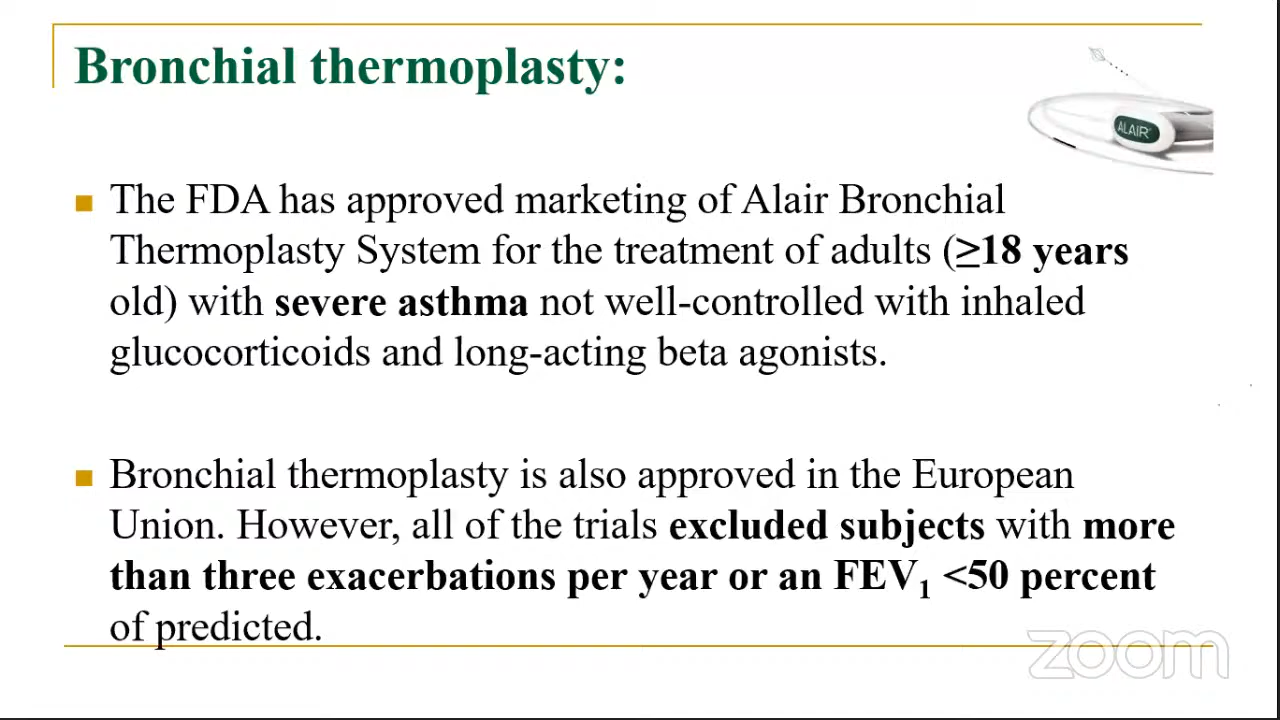 Bronchial thermoplasty:
ALAIR
The FDA has approved marketing of Alair Bronchial
Thermoplasty System for the treatment of adults (≥18 years
old) with severe asthma not well-controlled with inhaled
glucocorticoids and long-acting beta agonists.
Bronchial thermoplasty is also approved in the European
Union. However, all of the trials excluded subjects with more
than three exacerbations per year or an FEV₁ <50 percent
of predicted.
zoom